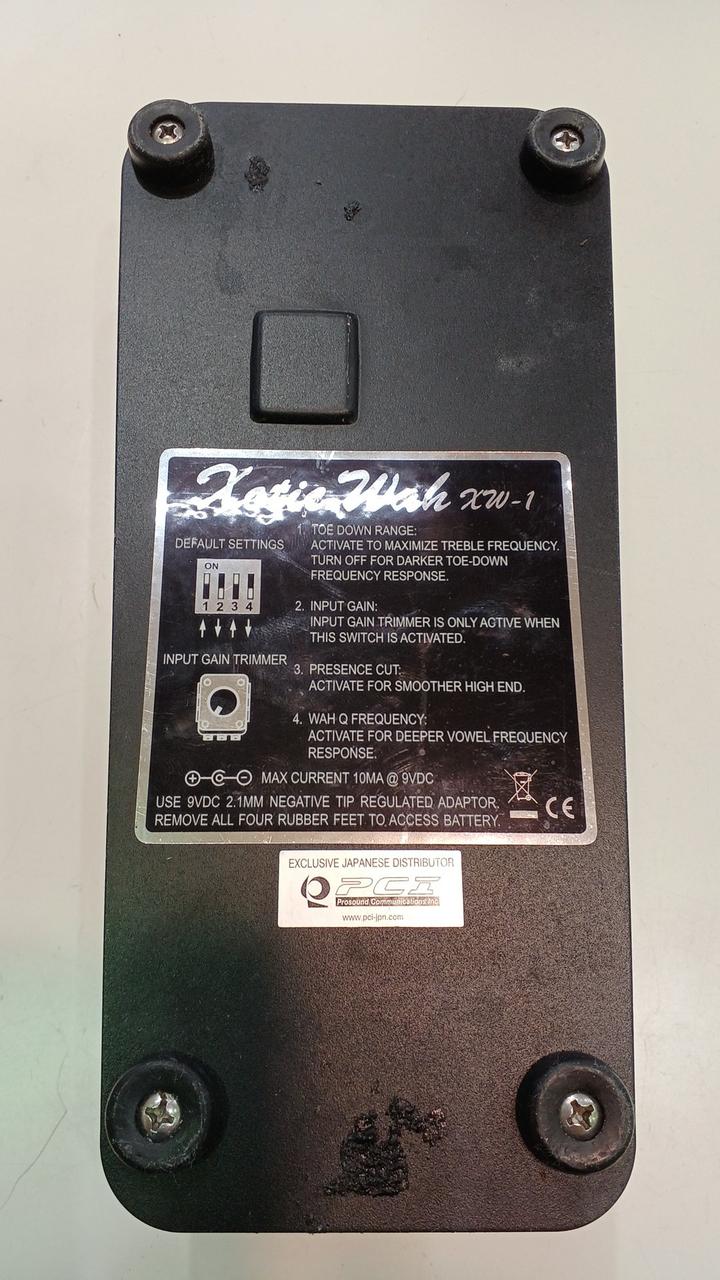 Xotic Wah XW-1
DEFAULT SETTINGS
ON
1 2 3 4
INPUT GAIN TRIMMER
1. TOE DOWN RANGE:
ACTIVATE TO MAXIMIZE TREBLE FREQUENCY.
TURN OFF FOR DARKER TOE-DOWN
FREQUENCY RESPONSE.
2. INPUT GAIN:
INPUT GAIN TRIMMER IS ONLY ACTIVE WHEN
THIS SWITCH IS ACTIVATED.
3. PRESENCE CUT:
ACTIVATE FOR SMOOTHER HIGH END.
4. WAH Q FREQUENCY:
ACTIVATE FOR DEEPER VOWEL FREQUENCY
RESPONSE.
MAX CURRENT 10MA @ 9VDC
USE 9VDC 2.1MM NEGATIVE TIP REGULATED ADAPTOR.
REMOVE ALL FOUR RUBBER FEET TO ACCESS BATTERY.
CE
EXCLUSIVE JAPANESE DISTRIBUTOR
PCI
Prosound Communications Inc.
www.pci-jpn.com